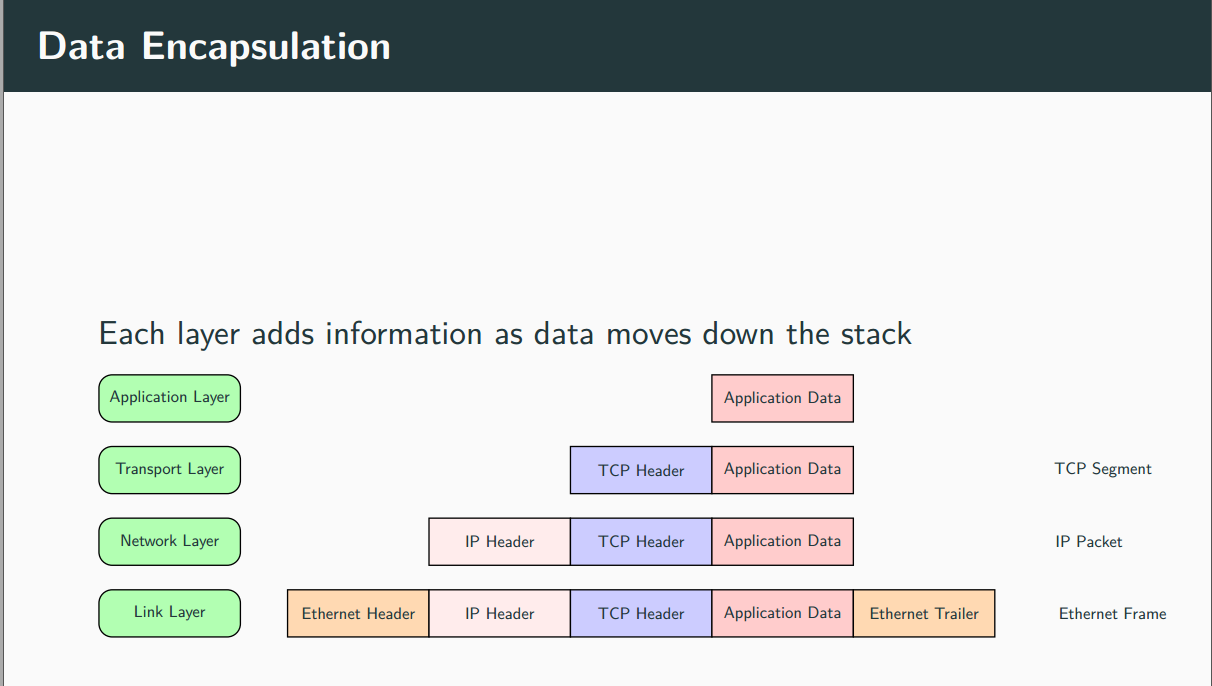 Data Encapsulation
Each layer adds information as data moves down the stack
Application Layer Application Data
Transport Layer TCP Header Application Data TCP Segment
Network Layer IP Header TCP Header Application Data IP Packet
Link Layer Ethernet Header IP Header TCP Header Application Data Ethernet Trailer Ethernet Frame